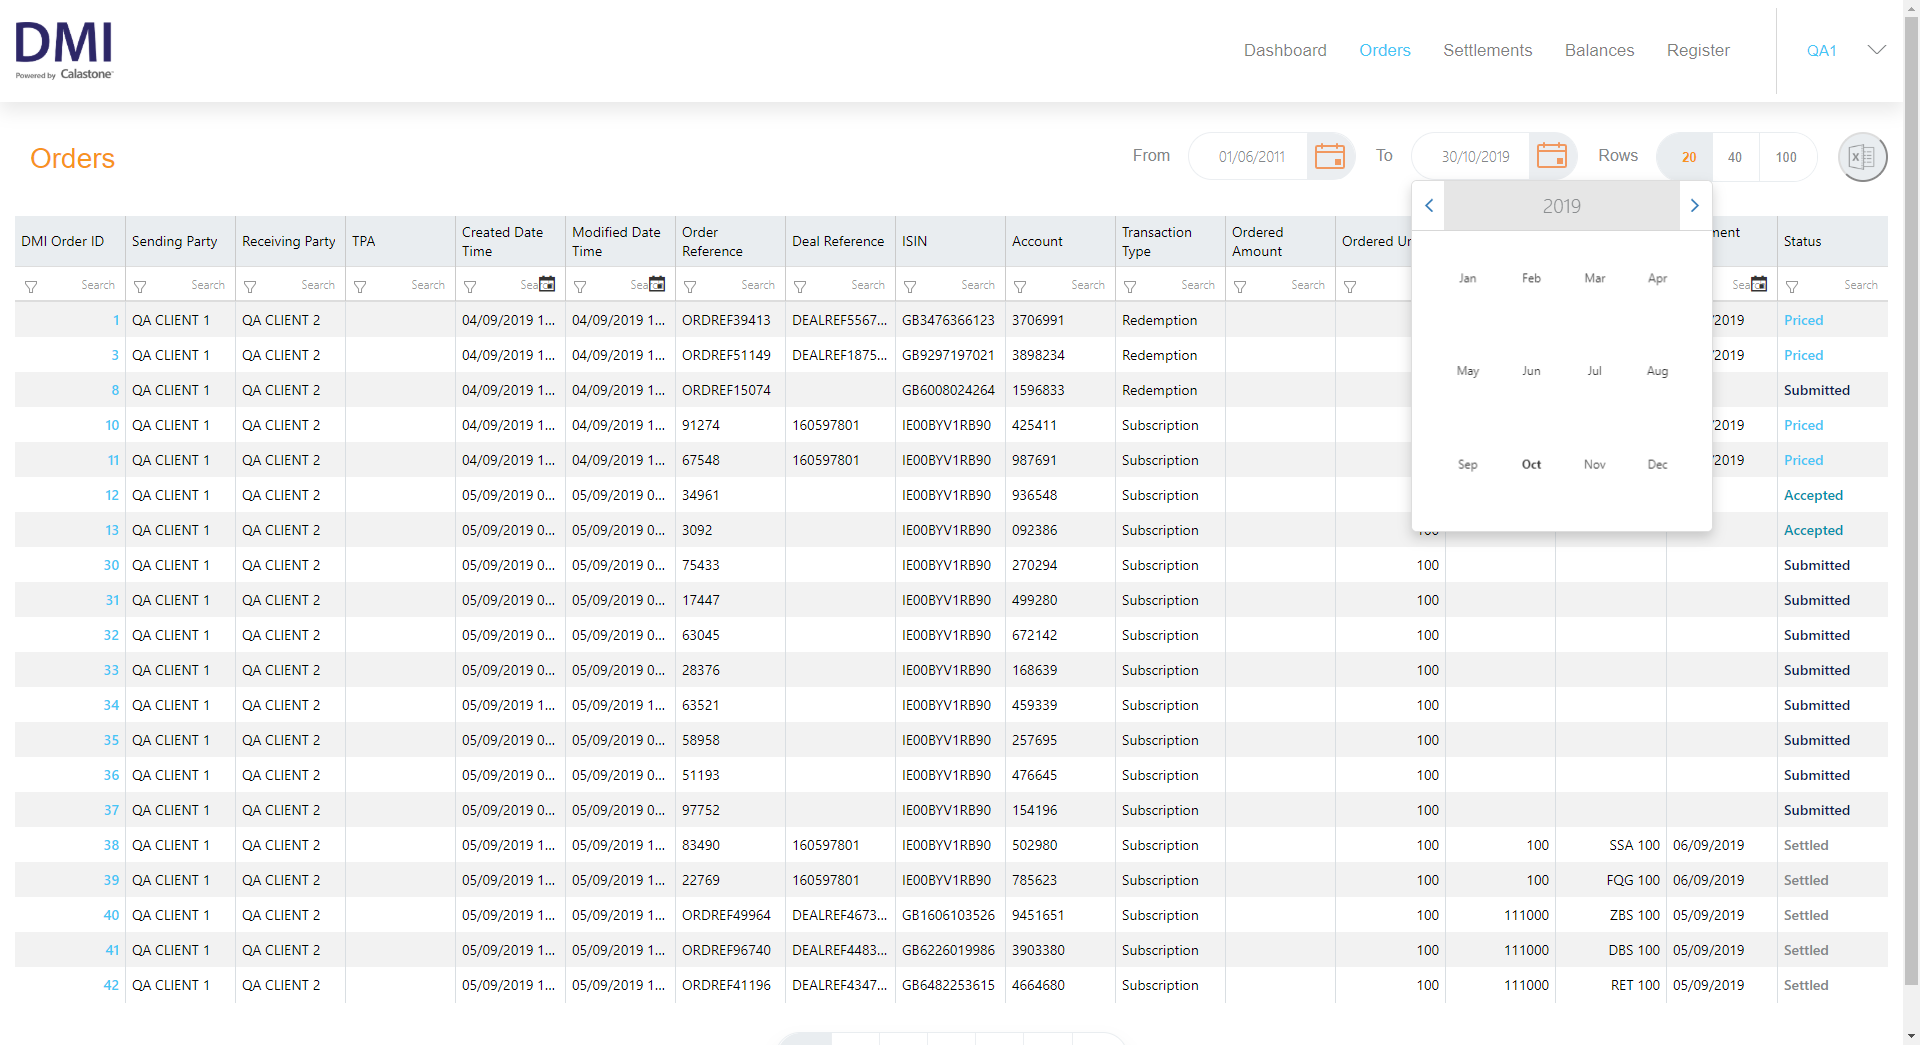 DMI
Powered by Calastone
Dashboard Orders Settlements Balances Register QA1
Orders
From 01/06/2011 To 30/10/2019 Rows 20 40 100
2019
Jan Feb Mar Apr
May Jun Jul Aug
Sep Oct Nov Dec
DMI Order ID Sending Party Receiving Party TPA Created Date Time Modified Date Time Order Reference Deal Reference ISIN Account Transaction Type Ordered Amount Ordered Status
Search Search Search Search Search Search Search Search Search Search Search
1 QA CLIENT 1 QA CLIENT 2 04/09/2019 1... 04/09/2019 1... ORDREF39413 DEALREF5567... GB3476366123 3706991 Redemption /2019 Priced
3 QA CLIENT 1 QA CLIENT 2 04/09/2019 1... 04/09/2019 1... ORDREF51149 DEALREF1875... GB9297197021 3898234 Redemption /2019 Priced
8 QA CLIENT 1 QA CLIENT 2 04/09/2019 1... 04/09/2019 1... ORDREF15074 GB6008024264 1596833 Redemption Submitted
10 QA CLIENT 1 QA CLIENT 2 04/09/2019 1... 04/09/2019 1... 91274 160597801 IE00BYV1RB90 425411 Subscription /2019 Priced
11 QA CLIENT 1 QA CLIENT 2 04/09/2019 1... 04/09/2019 1... 67548 160597801 IE00BYV1RB90 987691 Subscription /2019 Priced
12 QA CLIENT 1 QA CLIENT 2 05/09/2019 0... 05/09/2019 0... 34961 IE00BYV1RB90 936548 Subscription Accepted
13 QA CLIENT 1 QA CLIENT 2 05/09/2019 0... 05/09/2019 0... 3092 IE00BYV1RB90 092386 Subscription 100 Accepted
30 QA CLIENT 1 QA CLIENT 2 05/09/2019 0... 05/09/2019 0... 75433 IE00BYV1RB90 270294 Subscription 100 Submitted
31 QA CLIENT 1 QA CLIENT 2 05/09/2019 0... 05/09/2019 0... 17447 IE00BYV1RB90 499280 Subscription 100 Submitted
32 QA CLIENT 1 QA CLIENT 2 05/09/2019 0... 05/09/2019 0... 63045 IE00BYV1RB90 672142 Subscription 100 Submitted
33 QA CLIENT 1 QA CLIENT 2 05/09/2019 0... 05/09/2019 0... 28376 IE00BYV1RB90 168639 Subscription 100 Submitted
34 QA CLIENT 1 QA CLIENT 2 05/09/2019 1... 05/09/2019 1... 63521 IE00BYV1RB90 459339 Subscription 100 Submitted
35 QA CLIENT 1 QA CLIENT 2 05/09/2019 0... 05/09/2019 0... 58958 IE00BYV1RB90 257695 Subscription 100 Submitted
36 QA CLIENT 1 QA CLIENT 2 05/09/2019 0... 05/09/2019 0... 51193 IE00BYV1RB90 476645 Subscription 100 Submitted
37 QA CLIENT 1 QA CLIENT 2 05/09/2019 0... 05/09/2019 0... 97752 IE00BYV1RB90 154196 Subscription 100 Submitted
38 QA CLIENT 1 QA CLIENT 2 05/09/2019 1... 05/09/2019 1... 83490 160597801 IE00BYV1RB90 502980 Subscription 100 100 SSA 100 06/09/2019 Settled
39 QA CLIENT 1 QA CLIENT 2 05/09/2019 1... 05/09/2019 1... 22769 160597801 IE00BYV1RB90 785623 Subscription 100 100 FQG 100 06/09/2019 Settled
40 QA CLIENT 1 QA CLIENT 2 05/09/2019 1... 05/09/2019 1... ORDREF49964 DEALREF4673... GB1606103526 9451651 Subscription 100 111000 ZBS 100 05/09/2019 Settled
41 QA CLIENT 1 QA CLIENT 2 05/09/2019 1... 05/09/2019 1... ORDREF96740 DEALREF4483... GB6226019986 3903380 Subscription 100 111000 DBS 100 05/09/2019 Settled
42 QA CLIENT 1 QA CLIENT 2 05/09/2019 1... 05/09/2019 1... ORDREF41196 DEALREF4347... GB6482253615 4664680 Subscription 100 111000 RET 100 05/09/2019 Settled